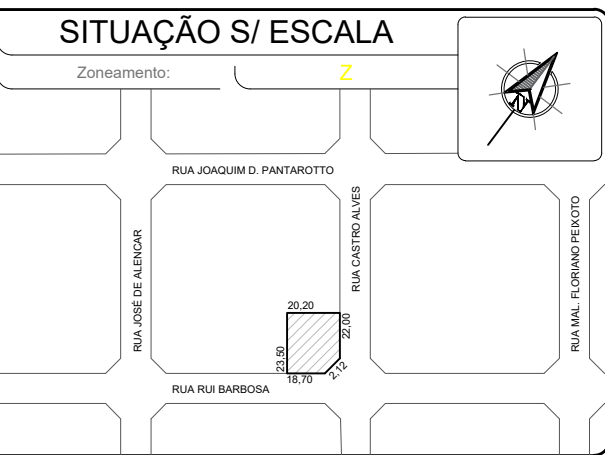 SITUAÇÃO S/ ESCALA
Zoneamento:
Z
N
RUA JOAQUIM D. PANTAROTTO
RUA JOSÉ DE ALENCAR
RUA CASTRO ALVES
RUA MAL. FLORIANO PEIXOTO
20,20
22,00
23,50
2,12
18,70
RUA RUI BARBOSA